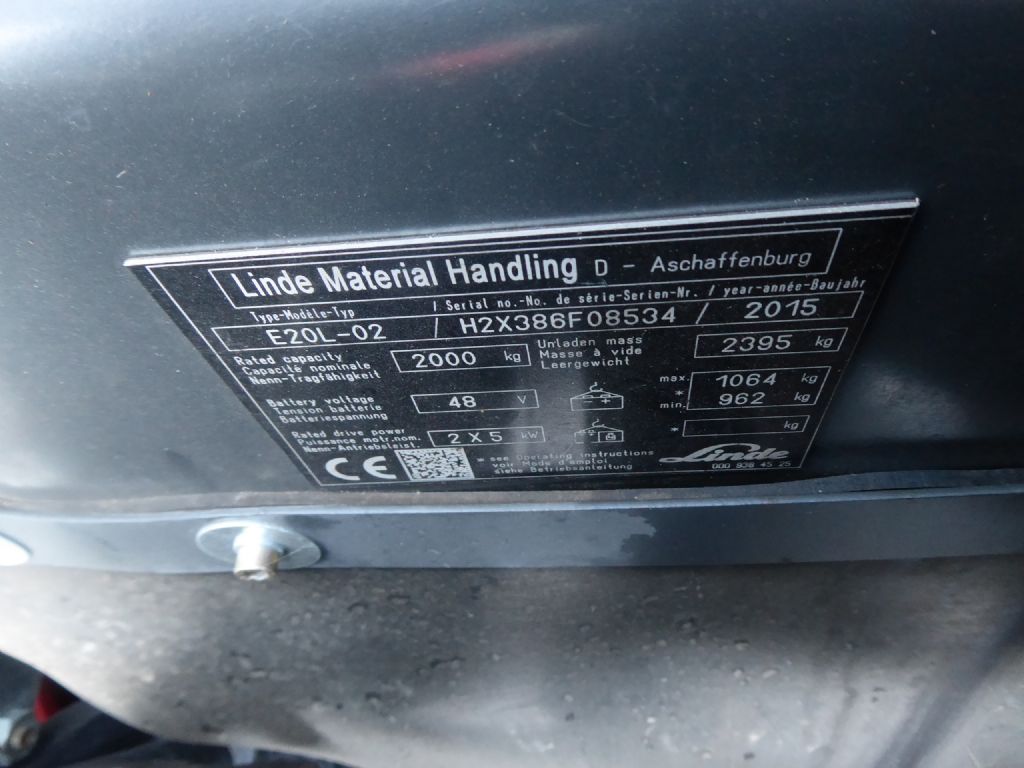 Linde Material Handling D - Aschaffenburg
Type-Modèle-Typ / Serial no.-No. de série-Serien-Nr. / year-année-Baujahr
E20L-02 / H2X386F08534 / 2015
Rated capacity
Capacité nominale
Nenn-Tragfähigkeit
2000 kg
Unladen mass
Masse à vide
Leergewicht
2395 kg
Battery voltage
Tension batterie
Batteriespannung
48 V
max. 1064 kg
*
min. 962 kg
Rated drive power
Puissance motr.nom.
Nenn-Antriebsleist.
2 X 5 kW
* kg
CE
* see Operating instructions
voir Mode d'emploi
siehe Betriebsanleitung
Linde
000 938 45 25